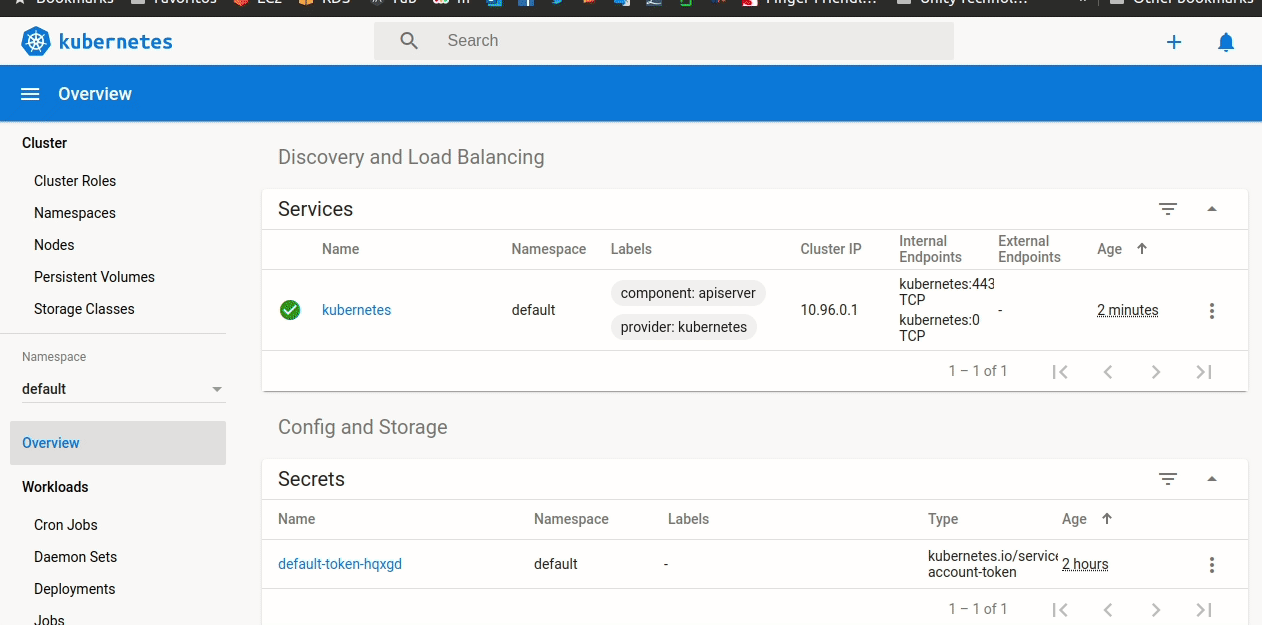 Bookmarks Favoritos EC2 RDS Tab m Finger Friendl... Unity Technol... Other bookmarks
kubernetes
Search
Overview
Cluster
Cluster Roles
Namespaces
Nodes
Persistent Volumes
Storage Classes
Namespace
default
Overview
Workloads
Cron Jobs
Daemon Sets
Deployments
Jobs
Discovery and Load Balancing
Services
Name Namespace Labels Cluster IP Internal Endpoints External Endpoints Age
kubernetes default component: apiserver 10.96.0.1 kubernetes:443 TCP - 2 minutes
provider: kubernetes kubernetes:0 TCP
1 – 1 of 1
Config and Storage
Secrets
Name Namespace Labels Type Age
default-token-hqxgd default - kubernetes.io/service 2 hours
account-token
1 – 1 of 1